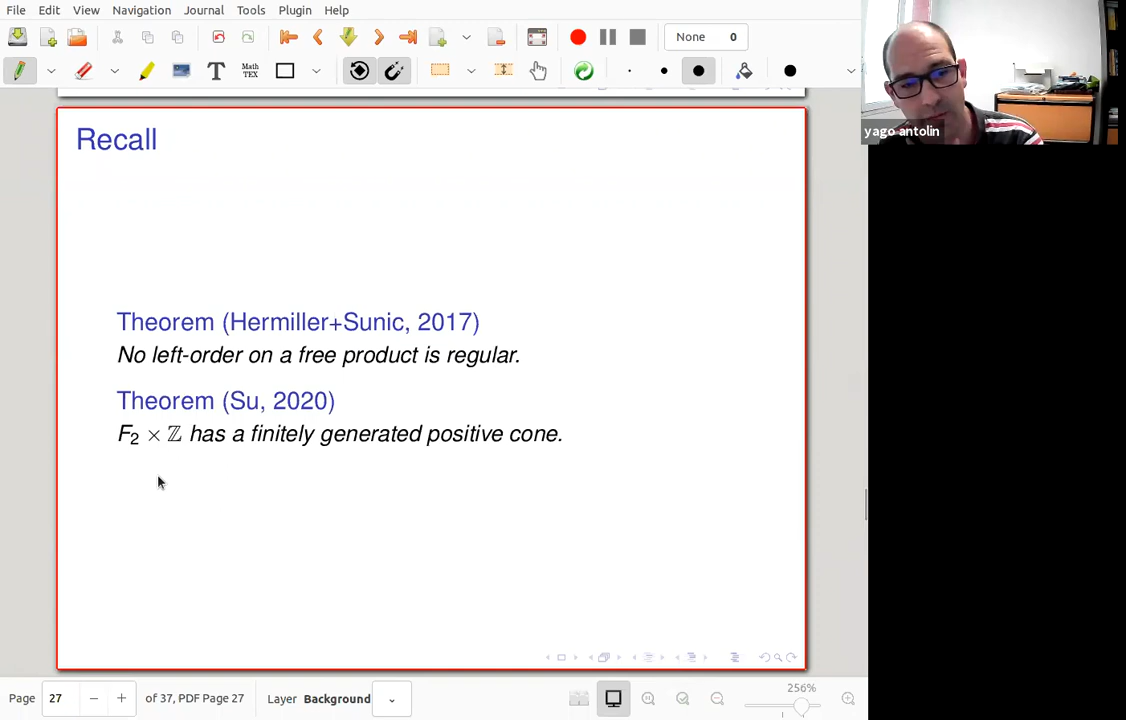 File Edit View Navigation Journal Tools Plugin Help
T MATH TEX None 0
yago antolin
Recall
Theorem (Hermiller+Sunic, 2017)
No left-order on a free product is regular.
Theorem (Su, 2020)
F₂ × ℤ has a finitely generated positive cone.
Page 27 − + of 37, PDF Page 27 Layer Background 256%